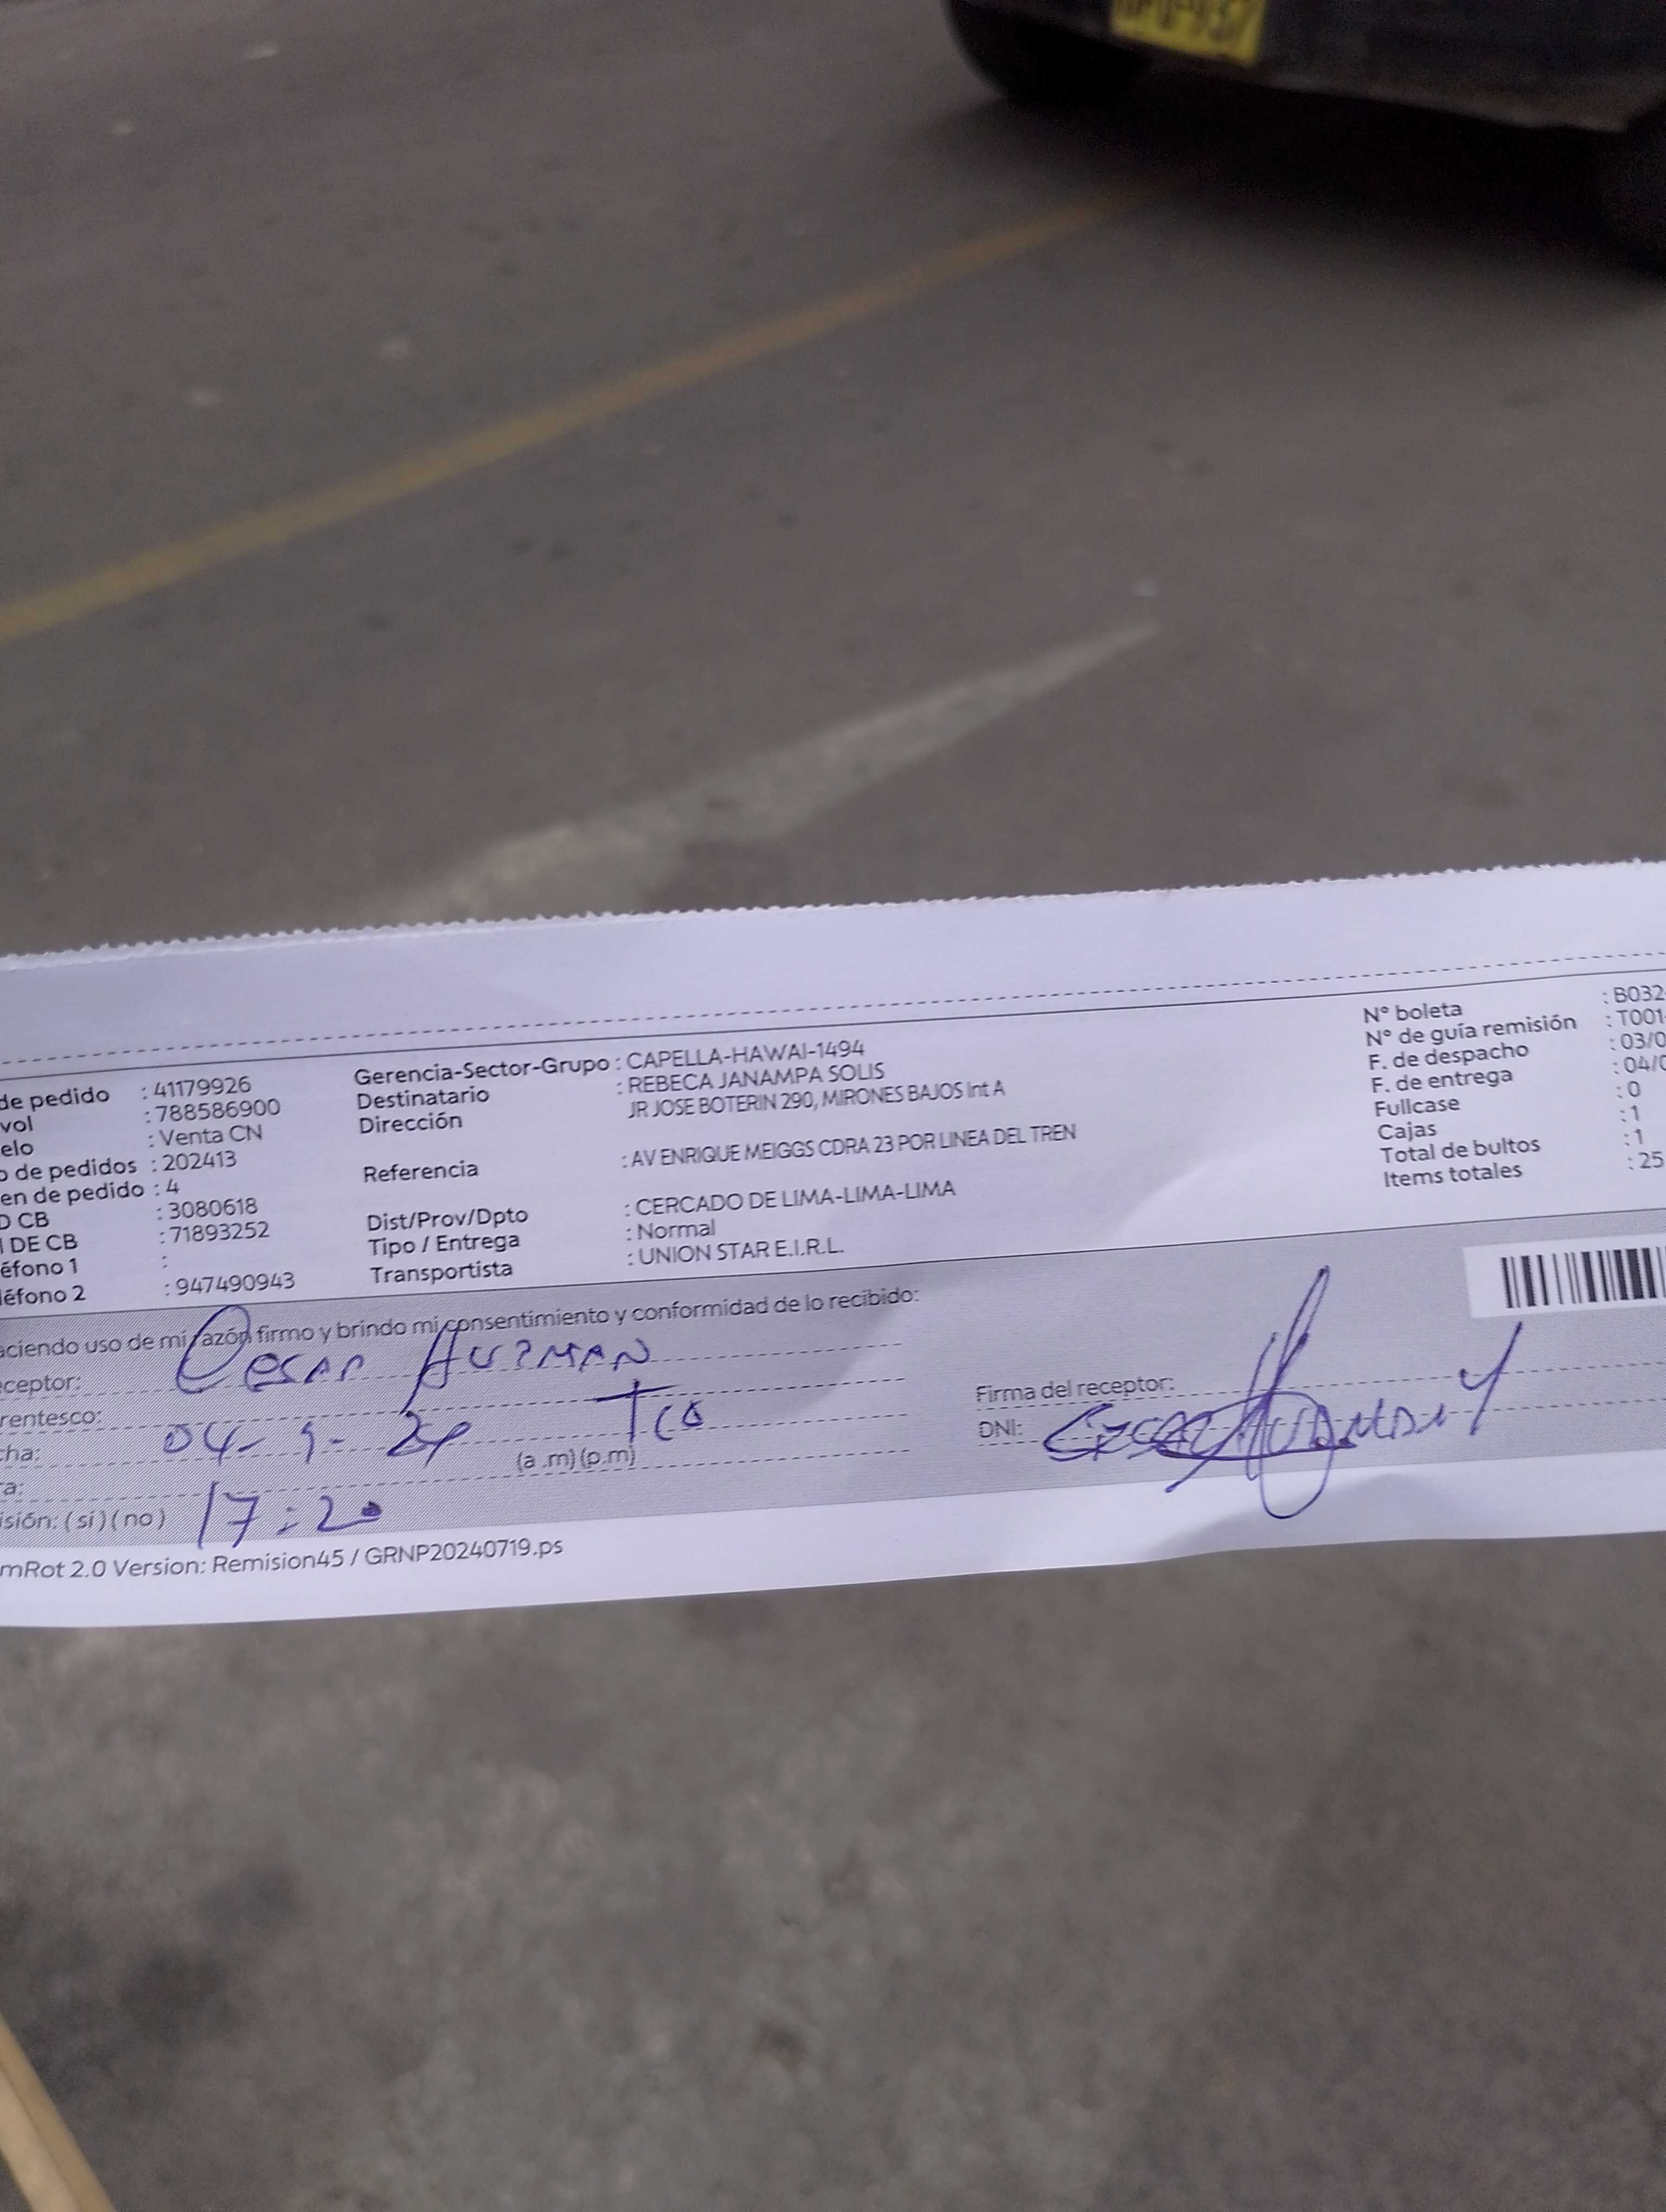 de pedido : 41179926
vol : 788586900
elo : Venta CN
o de pedidos : 202413
en de pedido : 4
D CB : 3080618
I DE CB : 71893252
éfono 1 :
léfono 2 : 947490943
Gerencia-Sector-Grupo : CAPELLA-HAWAI-1494
Destinatario : REBECA JANAMPA SOLIS
Dirección JR JOSE BOTERIN 290, MIRONES BAJOS Int A
Referencia : AV ENRIQUE MEIGGS CDRA 23 POR LINEA DEL TREN
Dist/Prov/Dpto : CERCADO DE LIMA-LIMA-LIMA
Tipo / Entrega : Normal
Transportista : UNION STAR E.I.R.L.
N° boleta : B032
N° de guía remisión : T001-
F. de despacho : 03/0
F. de entrega : 04/0
Fullcase : 0
Cajas : 1
Total de bultos : 1
Items totales : 25
aciendo uso de mi razón firmo y brindo mi consentimiento y conformidad de lo recibido:
ceptor: CESAR
rentesco: Tco
cha: 04-9-24
a: (a .m) (p.m)
isión: (si) (no) 17:20
Firma del receptor:
DNI:
mRot 2.0 Version: Remision45 / GRNP20240719.ps